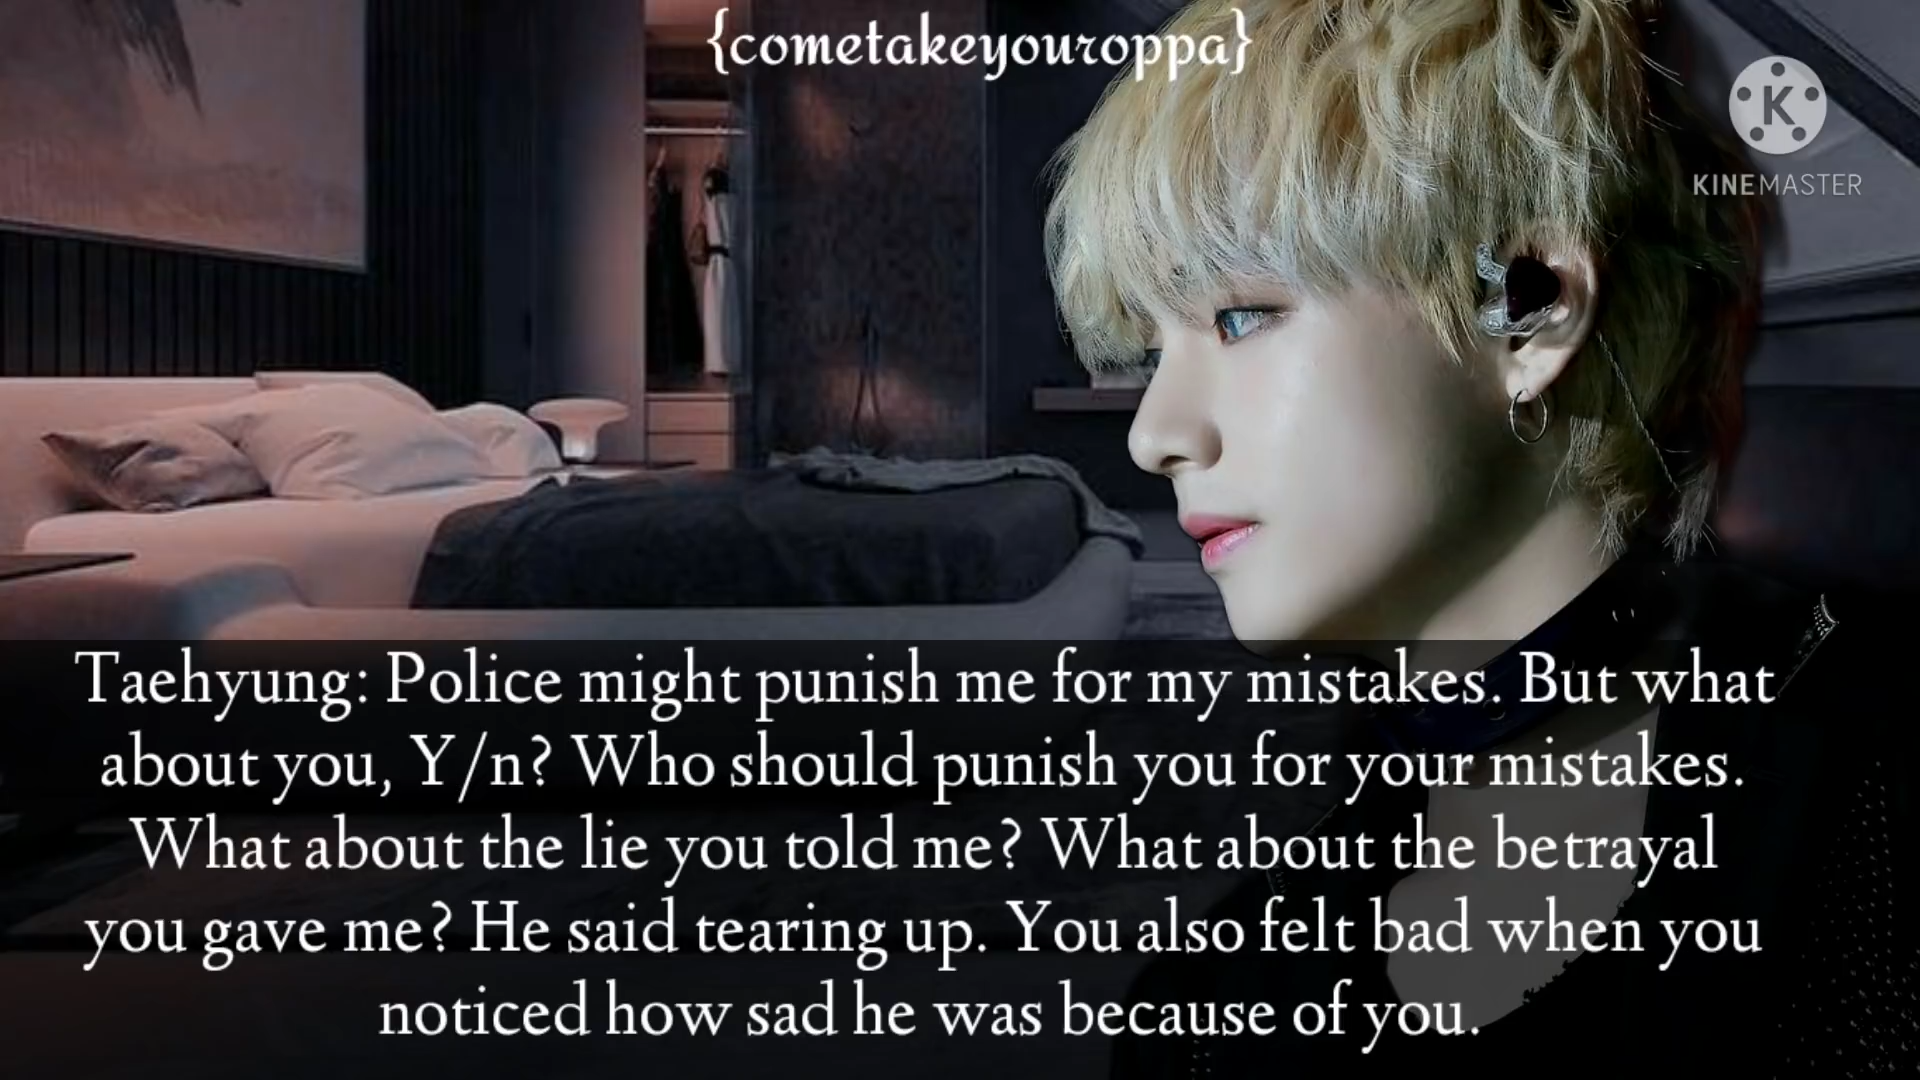 {cometakeyouroppa}
K
KINEMASTER
Taehyung: Police might punish me for my mistakes. But what
about you, Y/n? Who should punish you for your mistakes.
What about the lie you told me? What about the betrayal
you gave me? He said tearing up. You also felt bad when you
noticed how sad he was because of you.